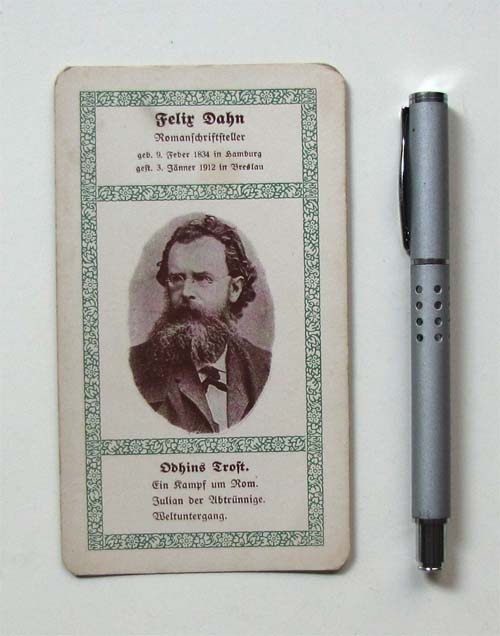 Felix Dahn
Romanschriftsteller
geb. 9. Feber 1834 in Hamburg
gest. 3. Jänner 1912 in Breslau
Odhins Trost.
Ein Kampf um Rom.
Julian der Abtrünnige.
Weltuntergang.